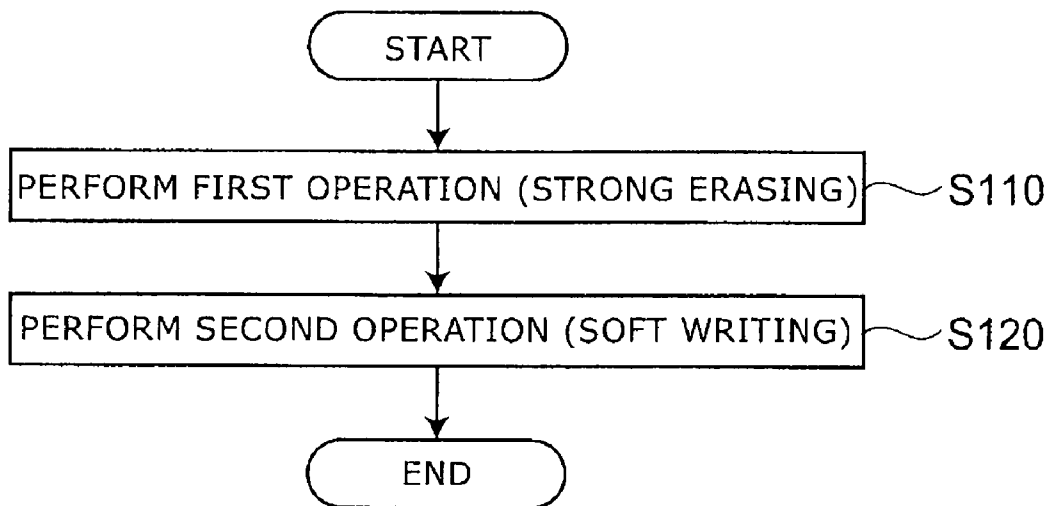 START
PERFORM FIRST OPERATION (STRONG ERASING) S110
PERFORM SECOND OPERATION (SOFT WRITING) S120
END